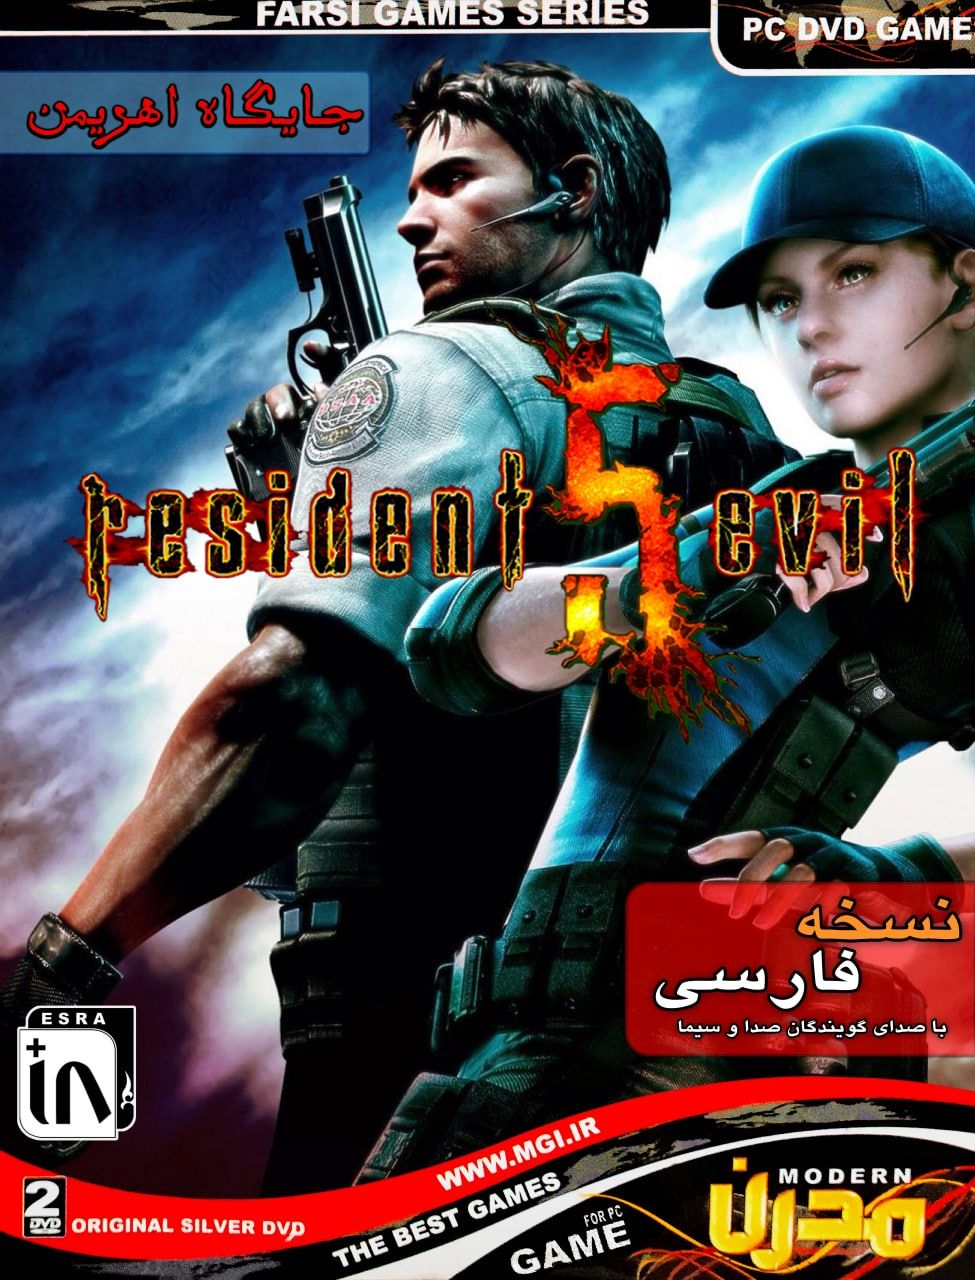 FARSI GAMES SERIES
PC DVD GAME
جایگاه اهریمن
resident 5 evil
نسخه
فارسی
با صدای گویندگان صدا و سیما
ESRA
+۱۸
WWW.MGI.IR
THE BEST GAMES
2
DVD
ORIGINAL SILVER DVD
FOR PC
GAME
MODERN
مدرن